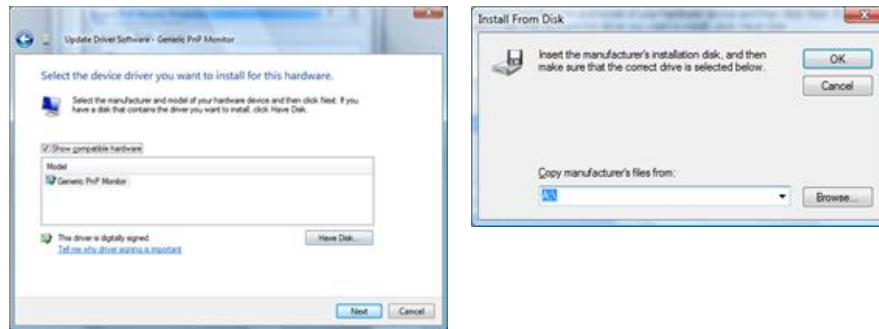 Update Driver Software - Generic PnP Monitor
Select the device driver you want to install for this hardware.
Select the manufacturer and model of your hardware device and then click Next. If you
have a disk that contains the driver you want to install, click Have Disk.
Show compatible hardware
Model
Generic PnP Monitor
This driver is digitally signed.
Tell me why driver signing is important
Have Disk...
Next
Cancel
Install From Disk
Insert the manufacturer's installation disk, and then
make sure that the correct drive is selected below.
OK
Cancel
Copy manufacturer's files from:
A:\
Browse...